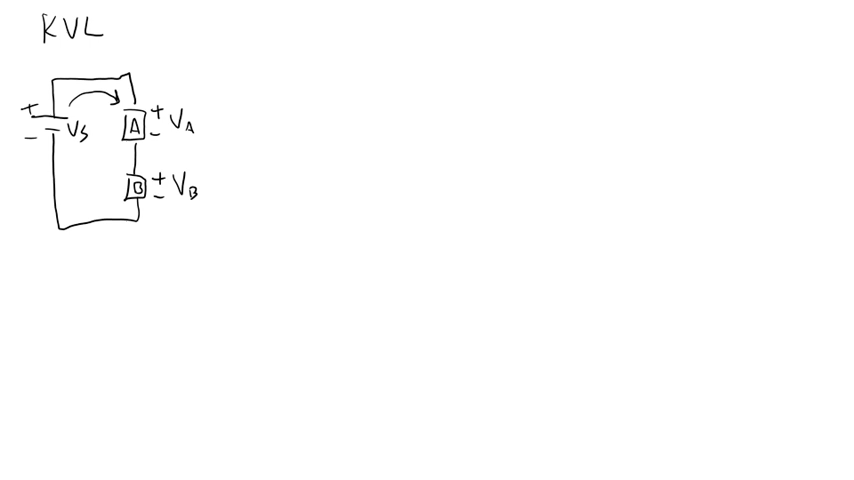 KVL
+
- VS
A + - VA
B + - VB